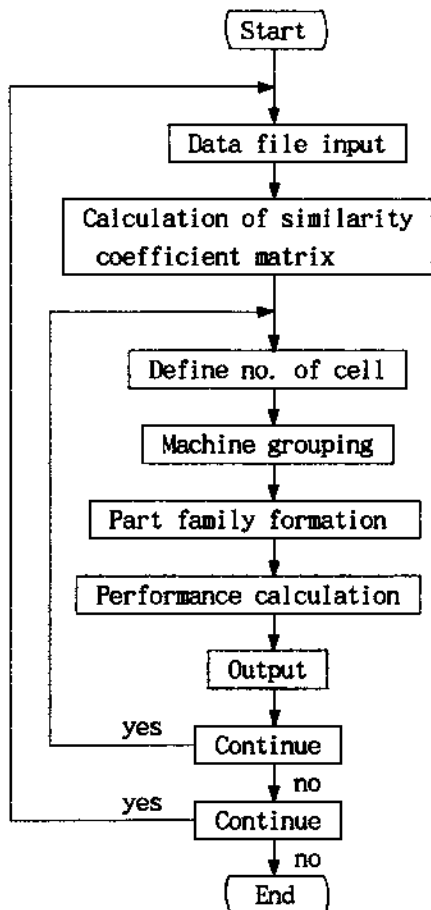 Start
Data file input
Calculation of similarity
coefficient matrix
Define no. of cell
Machine grouping
Part family formation
Performance calculation
Output
yes
Continue
no
yes
Continue
no
End